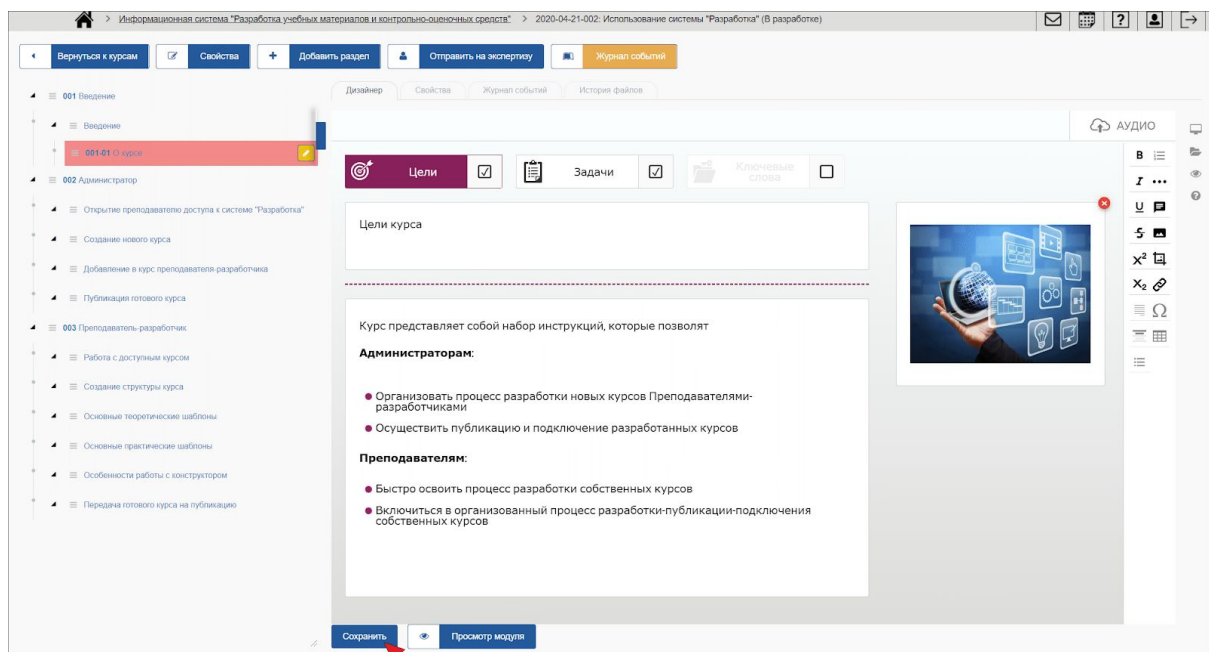 > Информационная система "Разработка учебных материалов и контрольно-оценочных средств" > 2020-04-21-002: Использование системы "Разработка" (В разработке)
Вернуться к курсам Свойства + Добавить раздел Отправить на экспертизу Журнал событий
Дизайнер Свойства Журнал событий История файлов
001 Введение
Введение
001-01 О курсе
002 Администратор
Открытие преподавателю доступа к системе "Разработка"
Создание нового курса
Добавление в курс преподавателя-разработчика
Публикация готового курса
003 Преподаватель-разработчик
Работа с доступным курсом
Создание структуры курса
Основные теоретические шаблоны
Основные практические шаблоны
Особенности работы с конструктором
Передача готового курса на публикацию
АУДИО
Цели Задачи Ключевые слова
Цели курса
Курс представляет собой набор инструкций, которые позволят
Администраторам:
Организовать процесс разработки новых курсов Преподавателями-
разработчиками
Осуществить публикацию и подключение разработанных курсов
Преподавателям:
Быстро освоить процесс разработки собственных курсов
Включиться в организованный процесс разработки-публикации-подключения
собственных курсов
B
I
U
S
X²
X₂ Ω
Сохранить Просмотр модуля